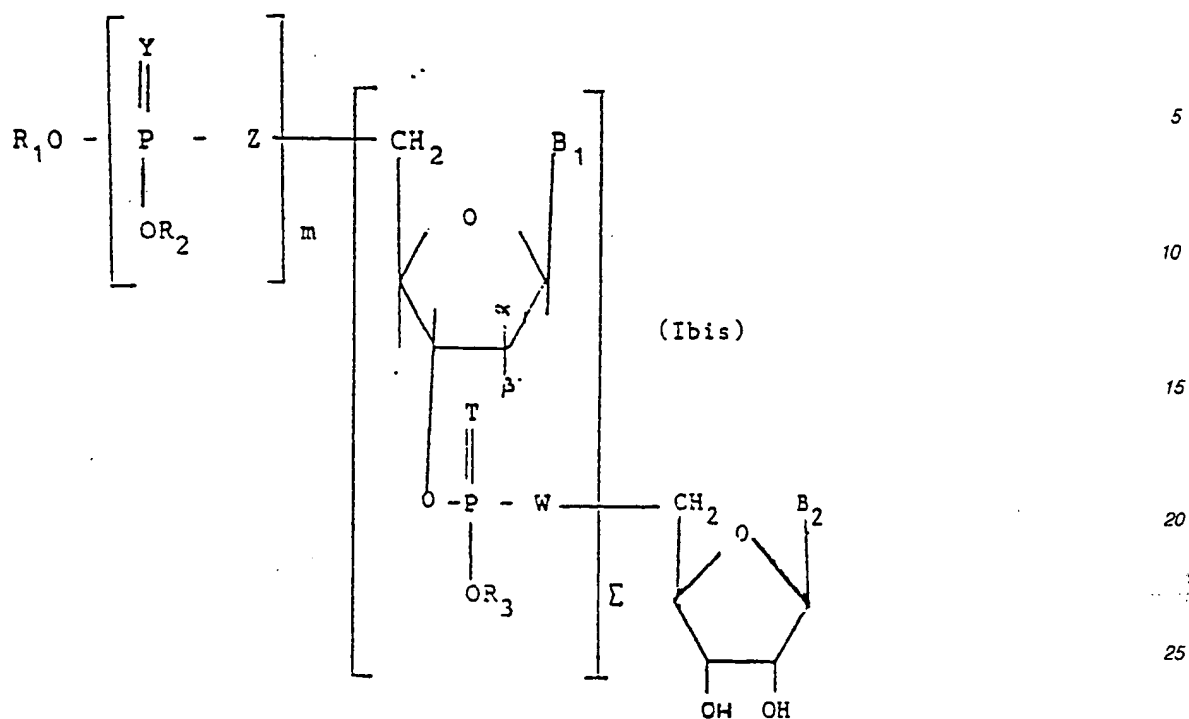 Y
5
R1O - P - Z CH2 B1
O
OR2 m
10
α
(Ibis)
β
15
T
O - P - W CH2 B2
20
O
OR3 Σ
25
OH OH